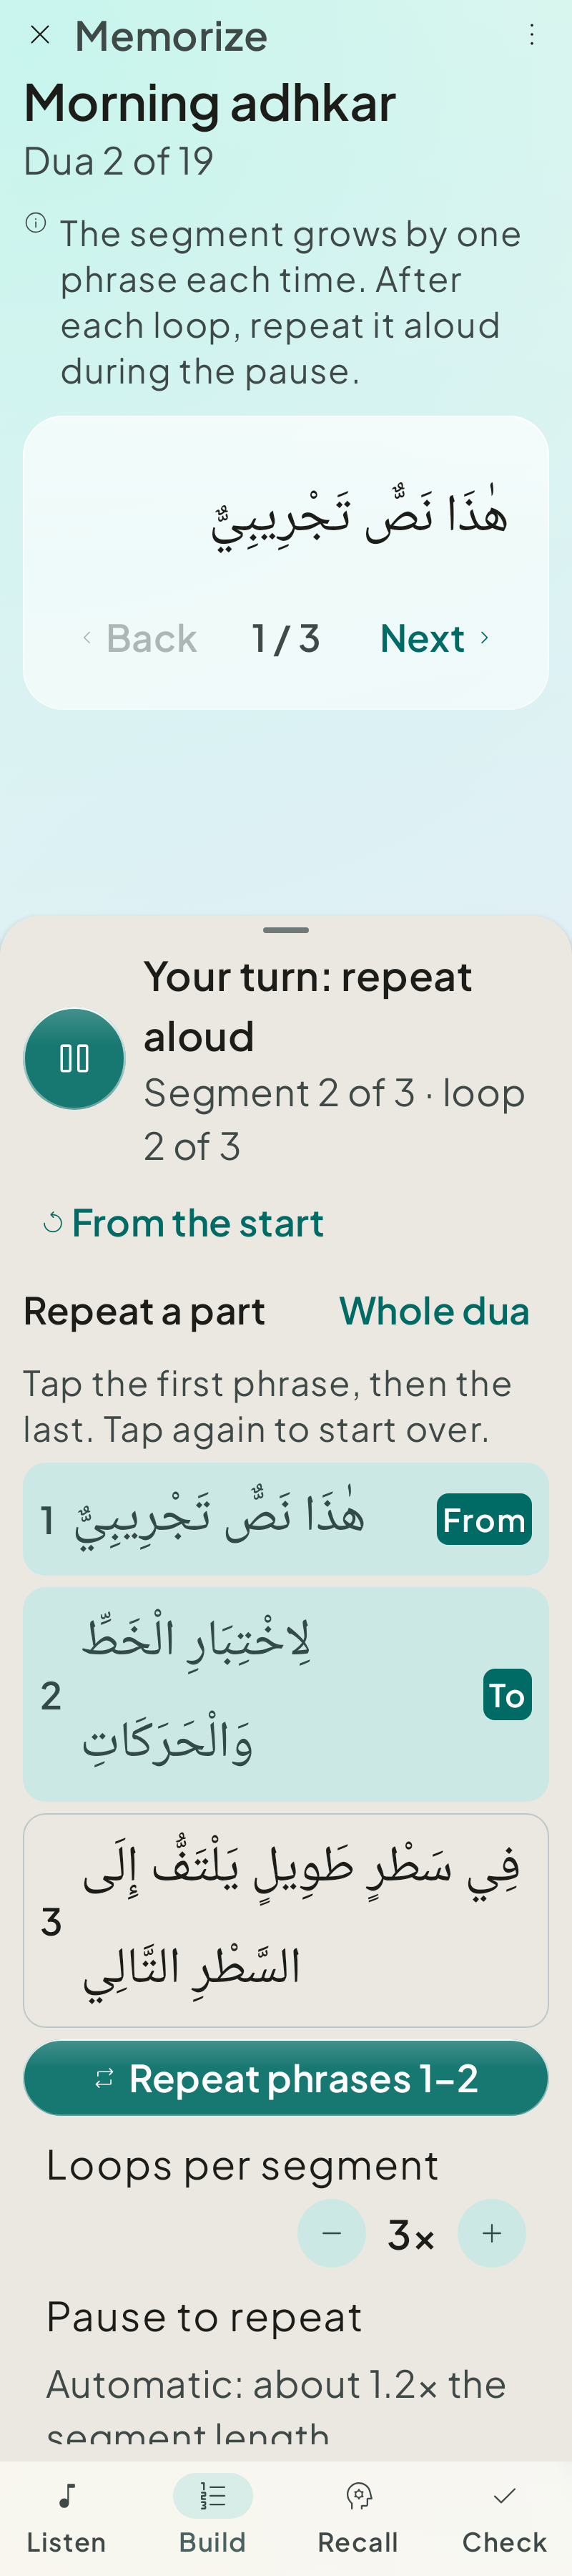 Memorize
Morning adhkar
Dua 2 of 19
The segment grows by one
phrase each time. After
each loop, repeat it aloud
during the pause.
هٰذَا نَصٌّ تَجْرِيبِيٌّ
Back 1 / 3 Next
Your turn: repeat
aloud
Segment 2 of 3 · loop
2 of 3
From the start
Repeat a part Whole dua
Tap the first phrase, then the
last. Tap again to start over.
1 هٰذَا نَصٌّ تَجْرِيبِيٌّ From
لِاخْتِبَارِ الْخَطِّ
2 To
وَالْحَرَكَاتِ
فِي سَطْرٍ طَوِيلٍ يَلْتَفُّ إِلَى
3
السَّطْرِ التَّالِي
Repeat phrases 1–2
Loops per segment
3×
Pause to repeat
Automatic: about 1.2× the
segment length
Listen Build Recall Check